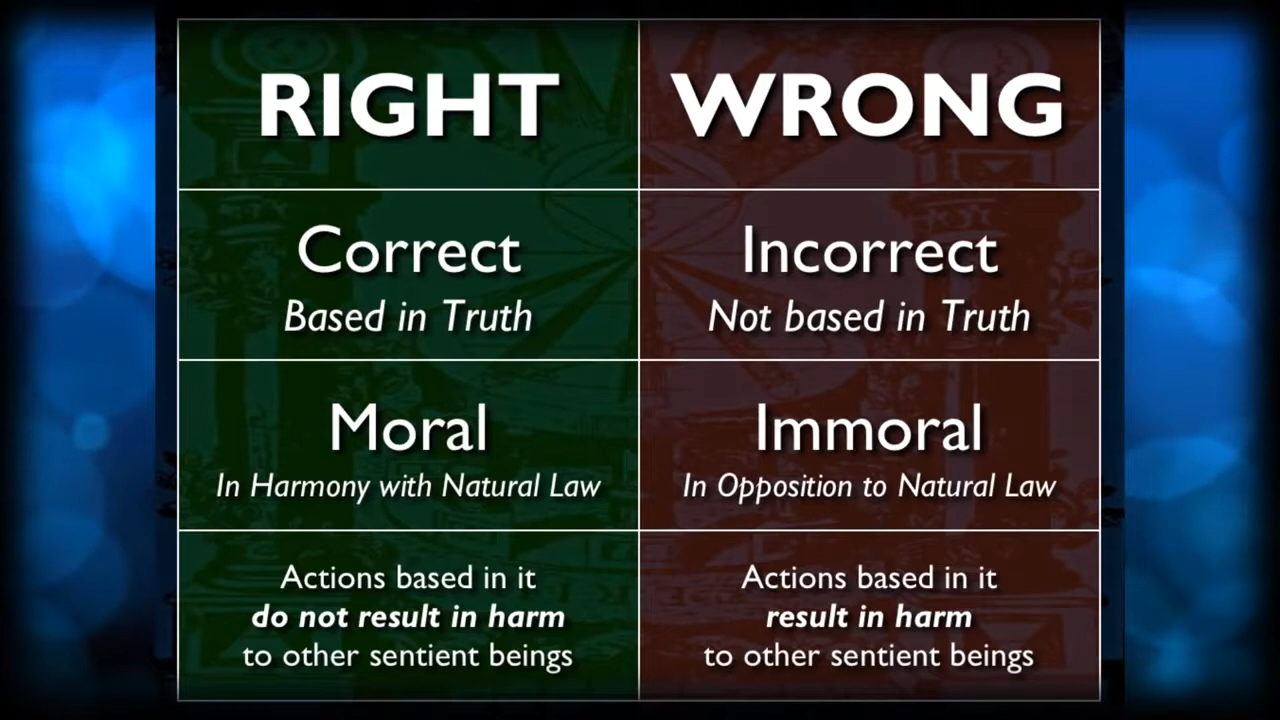 RIGHT
WRONG
Correct
Based in Truth
Incorrect
Not based in Truth
Moral
In Harmony with Natural Law
Immoral
In Opposition to Natural Law
Actions based in it
do not result in harm
to other sentient beings
Actions based in it
result in harm
to other sentient beings